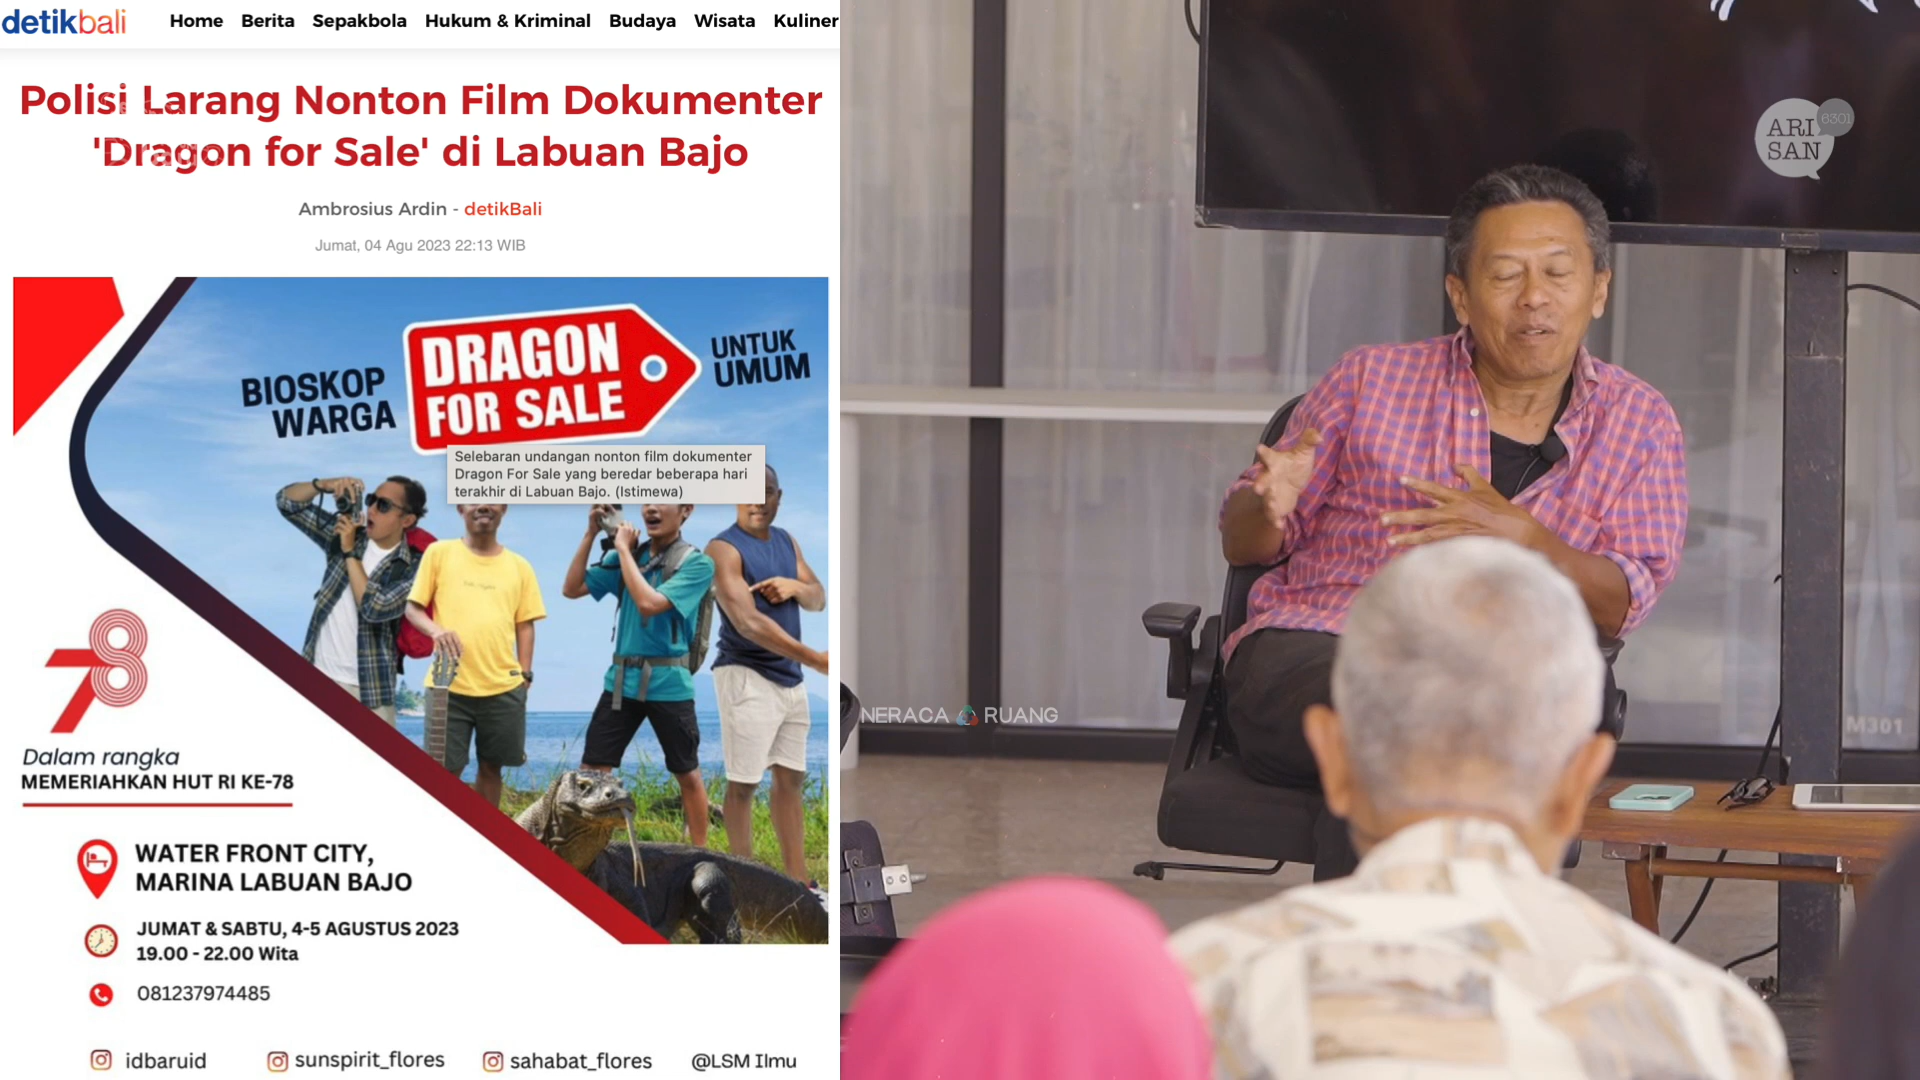 detikbali
Home Berita Sepakbola Hukum & Kriminal Budaya Wisata Kuliner
Polisi Larang Nonton Film Dokumenter
'Dragon for Sale' di Labuan Bajo
Ambrosius Ardin - detikBali
Jumat, 04 Agu 2023 22:13 WIB
BIOSKOP
WARGA
DRAGON
FOR SALE
UNTUK
UMUM
Selebaran undangan nonton film dokumenter
Dragon For Sale yang beredar beberapa hari
terakhir di Labuan Bajo. (Istimewa)
78
Dalam rangka
MEMERIAHKAN HUT RI KE-78
WATER FRONT CITY,
MARINA LABUAN BAJO
JUMAT & SABTU, 4-5 AGUSTUS 2023
19.00 - 22.00 Wita
081237974485
idbaruid sunspirit_flores sahabat_flores @LSM Ilmu
ARI
SAN
6301
NERACA RUANG
M301